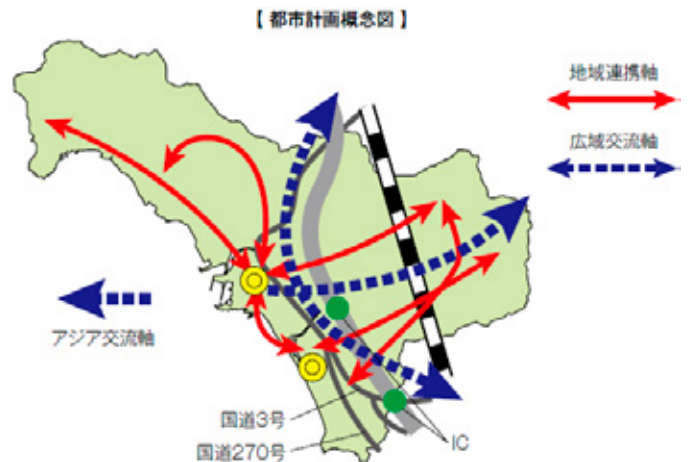 【 都市計画概念図 】
地域連携軸
広域交流軸
アジア交流軸
国道3号
国道270号
IC